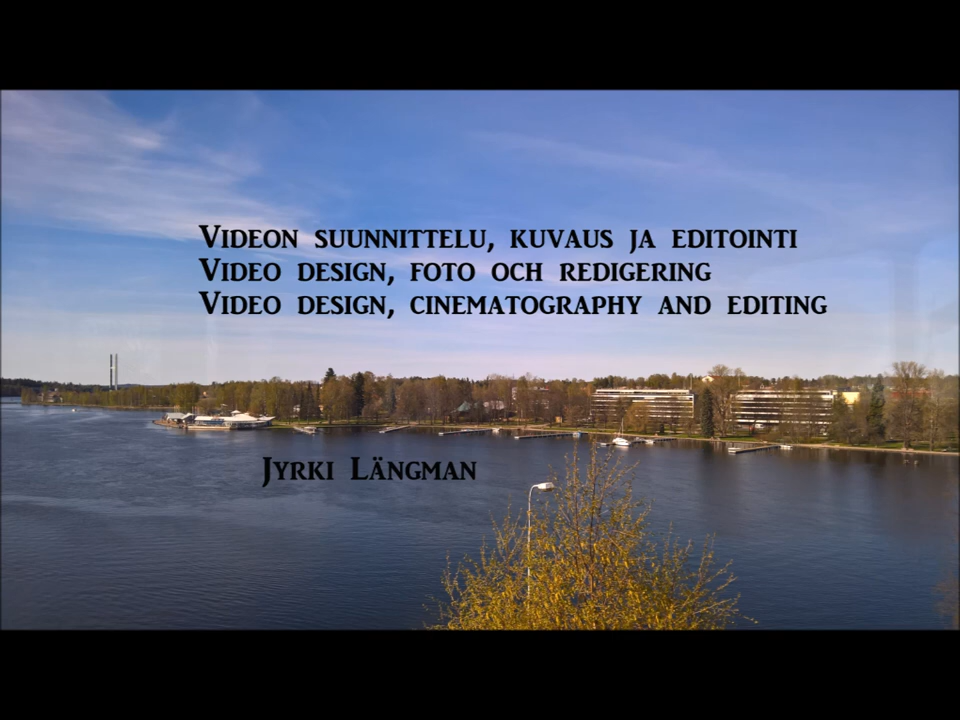 Videon suunnittelu, kuvaus ja editointi
Video design, foto och redigering
Video design, cinematography and editing
Jyrki Längman